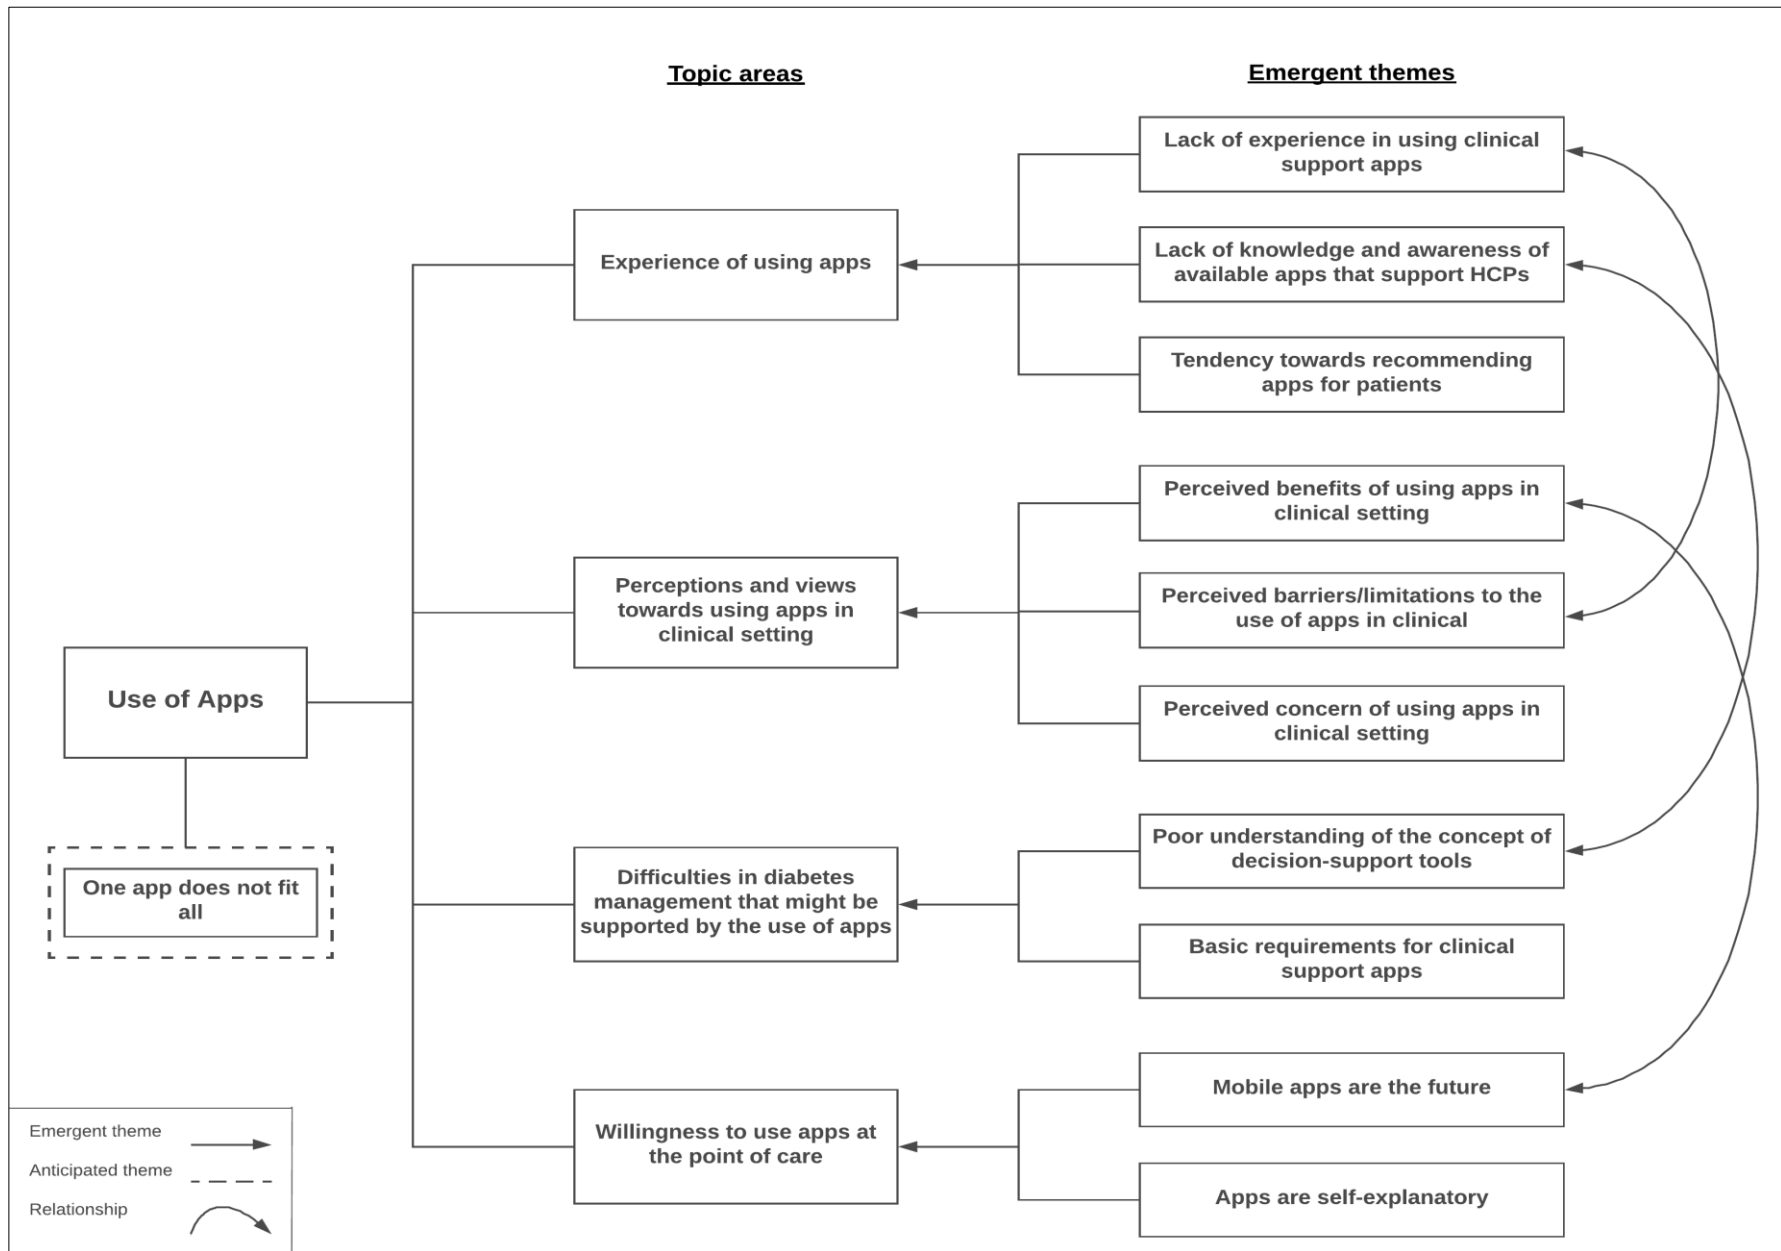 Topic areas
Emergent themes
Lack of experience in using clinical
support apps
Experience of using apps
Lack of knowledge and awareness of
available apps that support HCPs
Tendency towards recommending
apps for patients
Perceived benefits of using apps in
clinical setting
Perceptions and views
towards using apps in
clinical setting
Perceived barriers/limitations to the
use of apps in clinical
Perceived concern of using apps in
clinical setting
Use of Apps
One app does not fit
all
Poor understanding of the concept of
decision-support tools
Difficulties in diabetes
management that might be
supported by the use of apps
Basic requirements for clinical
support apps
Mobile apps are the future
Willingness to use apps at
the point of care
Apps are self-explanatory
Emergent theme
Anticipated theme
Relationship